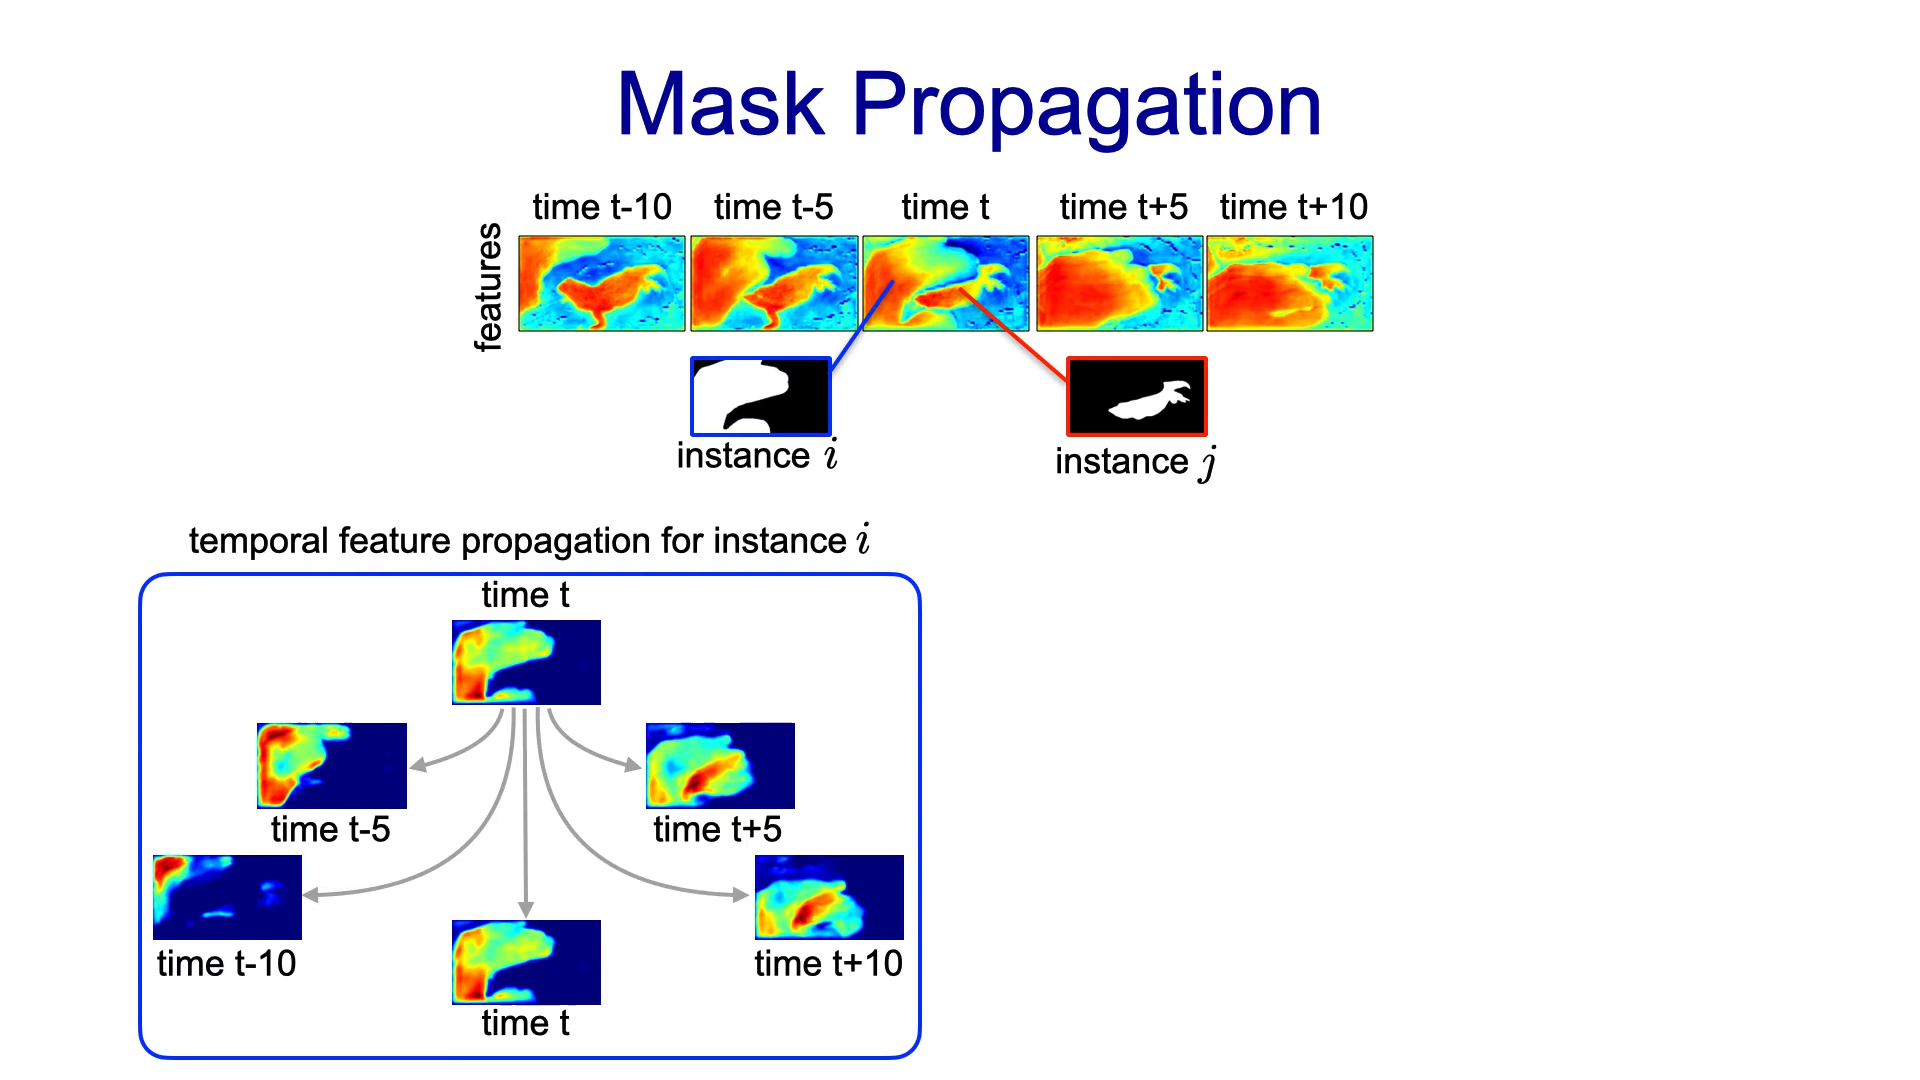 Mask Propagation
time t-10 time t-5 time t time t+5 time t+10
features
instance i
instance j
temporal feature propagation for instance i
time t
time t-5
time t+5
time t-10
time t+10
time t